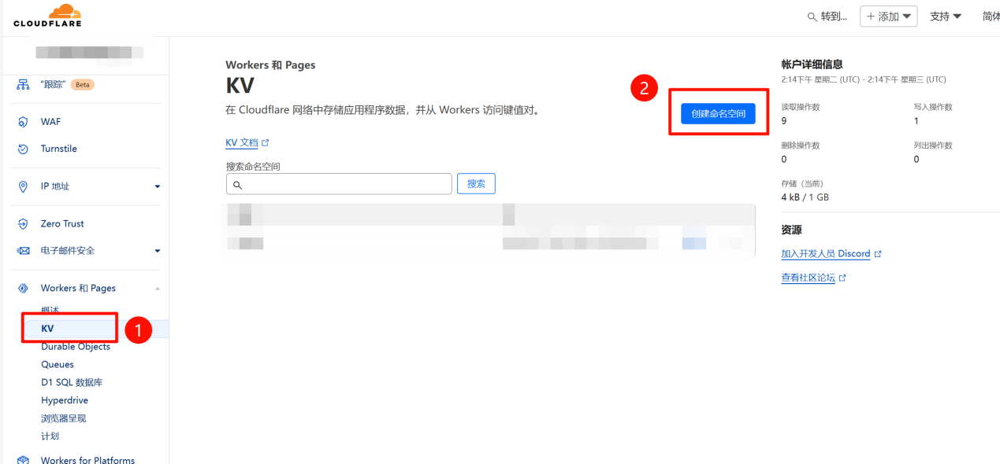 CLOUDFLARE
转到...
添加
支持
简体
“跟踪”
Beta
WAF
Turnstile
IP 地址
Zero Trust
电子邮件安全
Workers 和 Pages
概述
KV
1
Durable Objects
Queues
D1 SQL 数据库
Hyperdrive
浏览器呈现
计划
Workers for Platforms
Workers 和 Pages
KV
在 Cloudflare 网络中存储应用程序数据，并从 Workers 访问键值对。
2
创建命名空间
KV 文档
搜索命名空间
搜索
帐户详细信息
2:14下午 星期二 (UTC) - 2:14下午 星期三 (UTC)
读取操作数
写入操作数
9
1
删除操作数
列出操作数
0
0
存储（当前）
4 kB / 1 GB
资源
加入开发人员 Discord
查看社区论坛